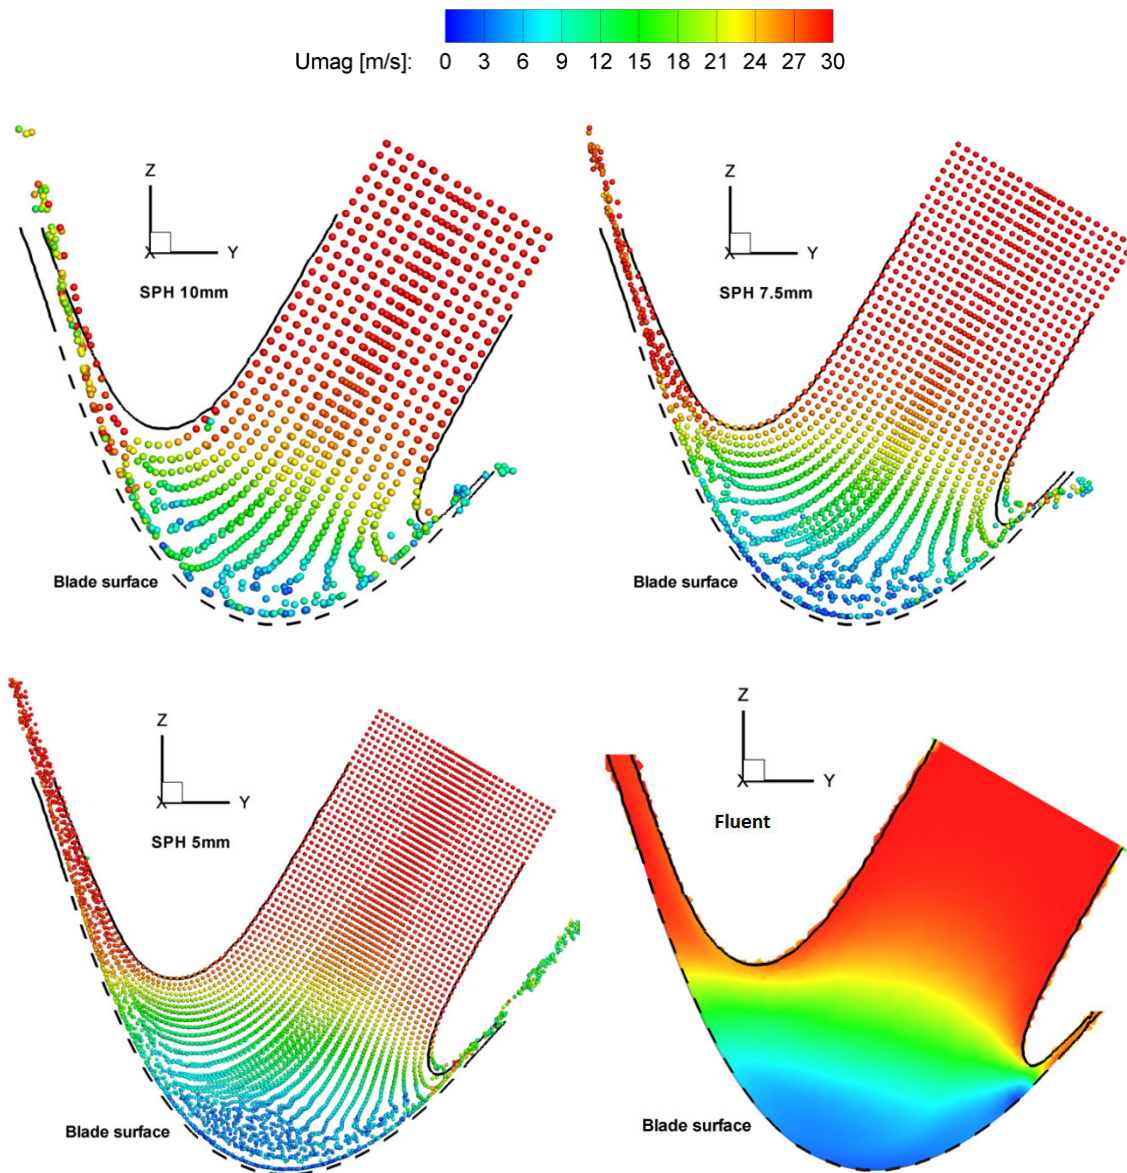 Umag [m/s]: 0 3 6 9 12 15 18 21 24 27 30
Z
X Y
SPH 10mm
Blade surface
Z
X Y
SPH 7.5mm
Blade surface
Z
X Y
SPH 5mm
Blade surface
Z
X Y
Fluent
Blade surface